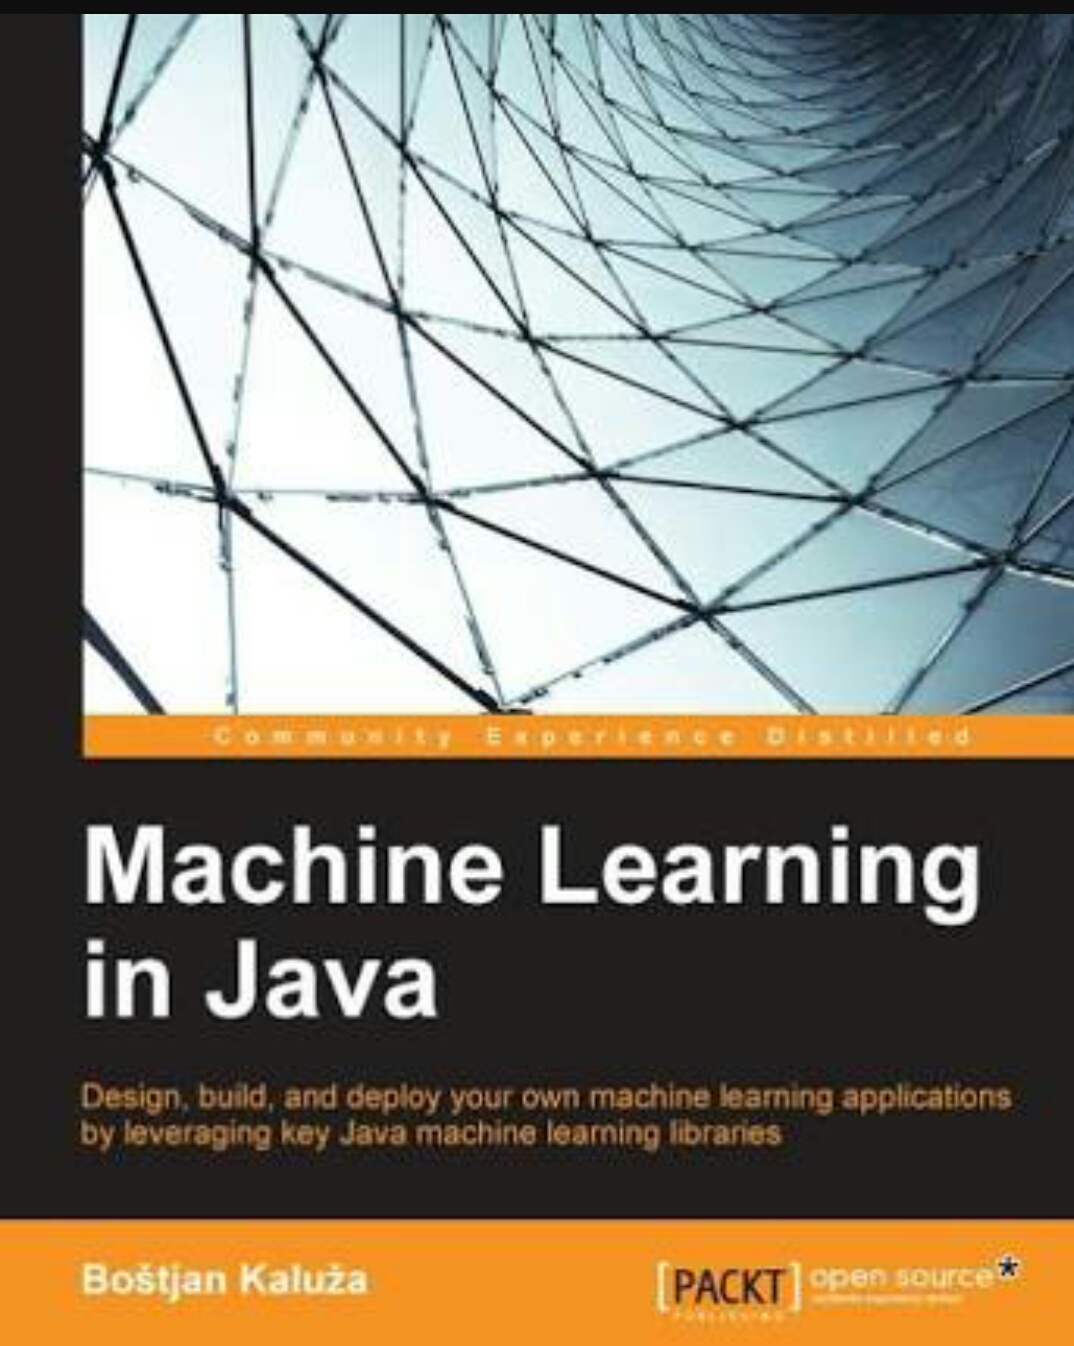 Community Experience Distilled
Machine Learning
in Java
Design, build, and deploy your own machine learning applications
by leveraging key Java machine learning libraries
Boštjan Kaluža
[PACKT] open source*
PUBLISHING